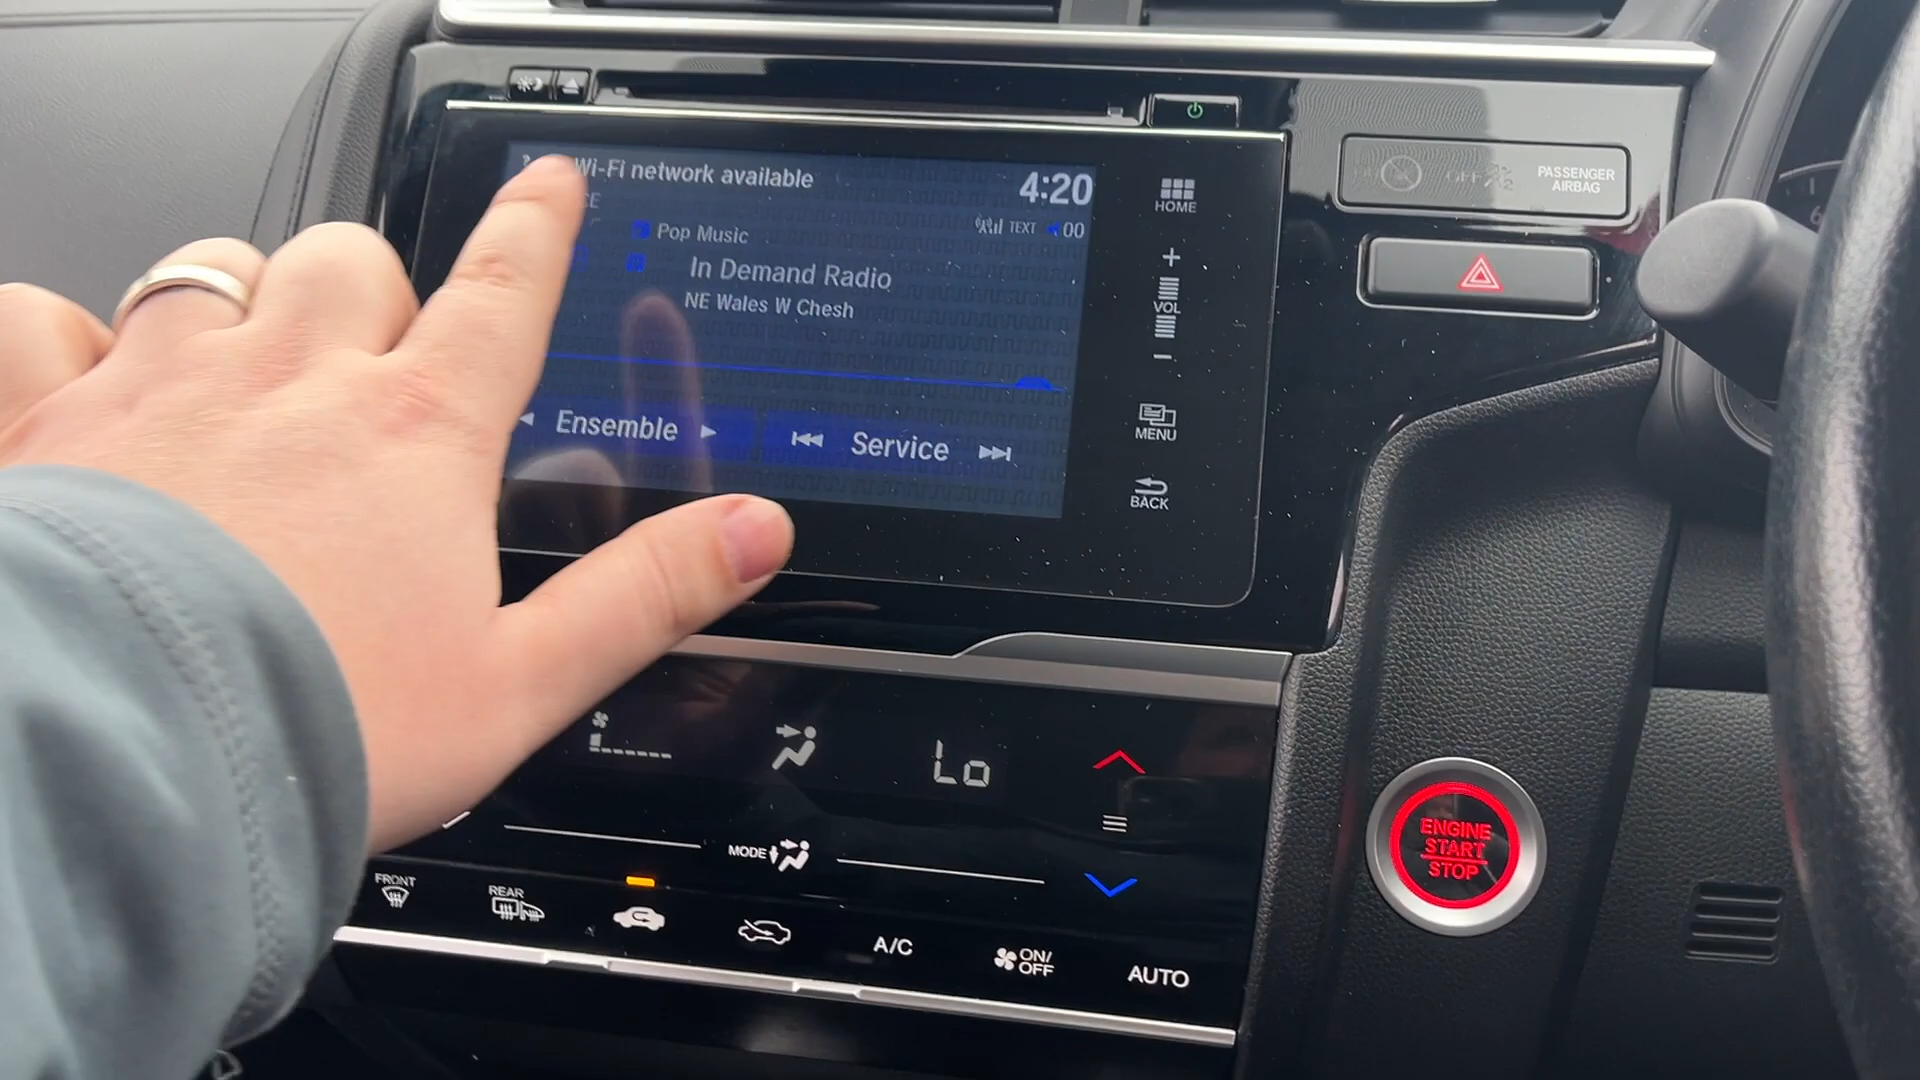 Wi-Fi network available
4:20
TEXT 00
Pop Music
In Demand Radio
NE Wales W Chesh
Ensemble
Service
HOME
VOL
MENU
BACK
OFF
PASSENGER
AIRBAG
Lo
MODE
FRONT
REAR
A/C
ON/
OFF
AUTO
ENGINE
START
STOP